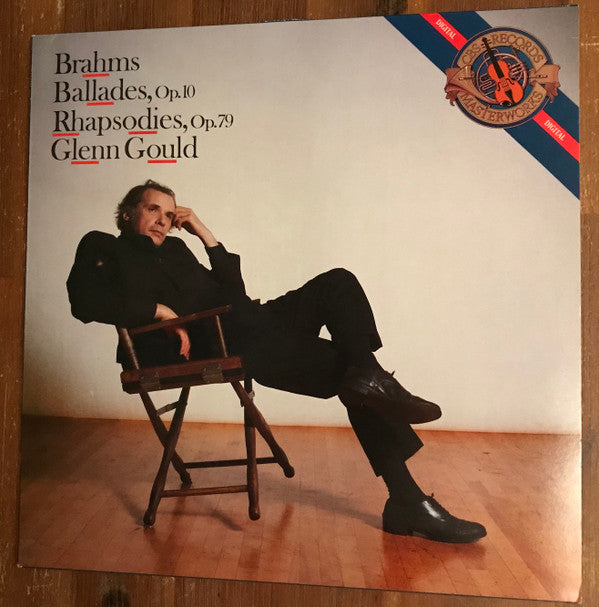 Brahms
Ballades, Op.10
Rhapsodies, Op.79
Glenn Gould
DIGITAL
CBS RECORDS
MASTERWORKS
DIGITAL